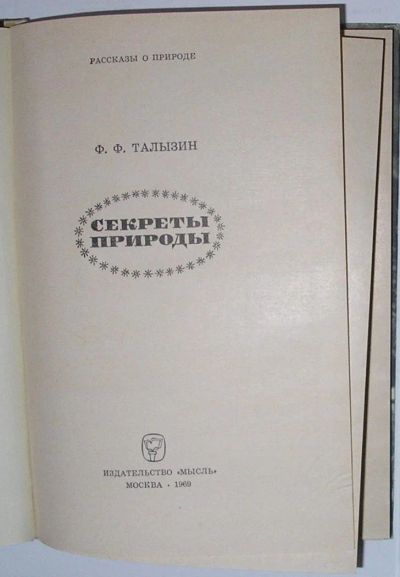 РАССКАЗЫ О ПРИРОДЕ
Ф. Ф. ТАЛЫЗИН
СЕКРЕТЫ
ПРИРОДЫ
ИЗДАТЕЛЬСТВО «МЫСЛЬ»
МОСКВА · 1969